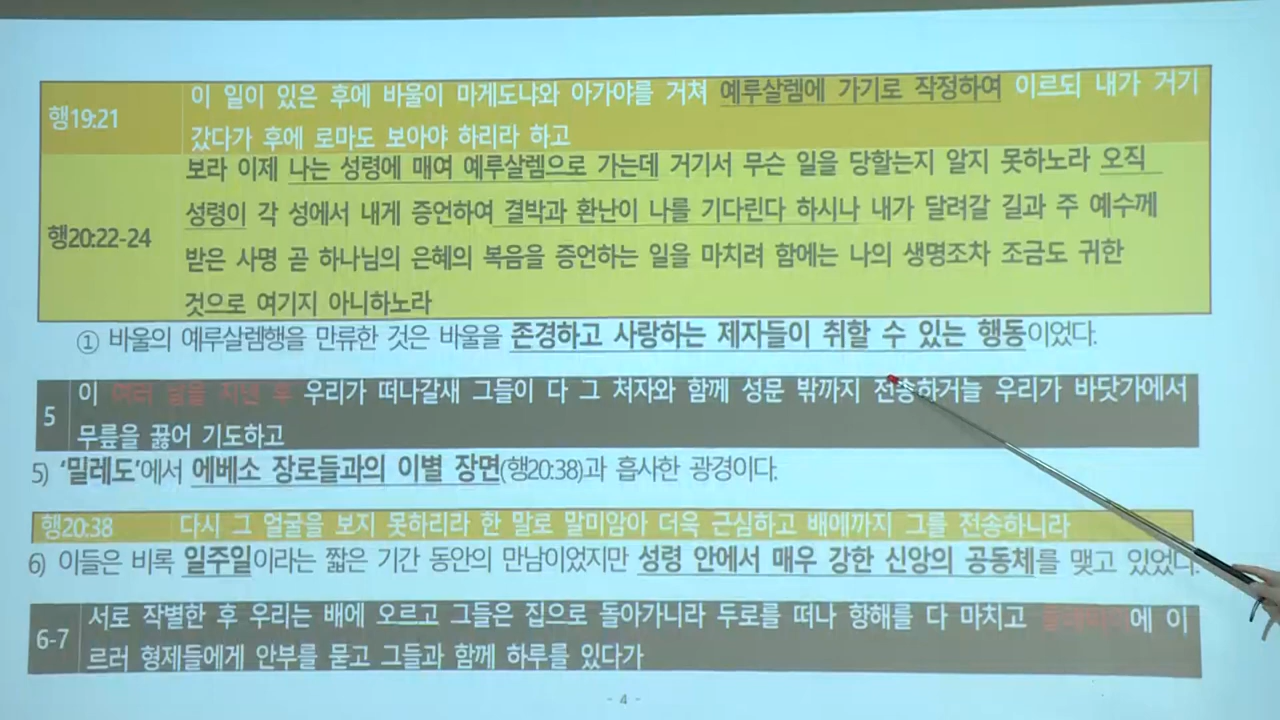 행19:21
이 일이 있은 후에 바울이 마게도냐와 아가야를 거쳐 예루살렘에 가기로 작정하여 이르되 내가 거기
갔다가 후에 로마도 보아야 하리라 하고
행20:22-24
보라 이제 나는 성령에 매여 예루살렘으로 가는데 거기서 무슨 일을 당할는지 알지 못하노라 오직
성령이 각 성에서 내게 증언하여 결박과 환난이 나를 기다린다 하시나 내가 달려갈 길과 주 예수께
받은 사명 곧 하나님의 은혜의 복음을 증언하는 일을 마치려 함에는 나의 생명조차 조금도 귀한
것으로 여기지 아니하노라
① 바울의 예루살렘행을 만류한 것은 바울을 존경하고 사랑하는 제자들이 취할 수 있는 행동이었다.
5
이 여러 날을 지낸 후 우리가 떠나갈새 그들이 다 그 처자와 함께 성문 밖까지 전송하거늘 우리가 바닷가에서
무릎을 꿇어 기도하고
5) ‘밀레도’에서 에베소 장로들과의 이별 장면(행20:38)과 흡사한 광경이다.
행20:38 다시 그 얼굴을 보지 못하리라 한 말로 말미암아 더욱 근심하고 배에까지 그를 전송하니라
6) 이들은 비록 일주일이라는 짧은 기간 동안의 만남이었지만 성령 안에서 매우 강한 신앙의 공동체를 맺고 있었다.
6-7
서로 작별한 후 우리는 배에 오르고 그들은 집으로 돌아가니라 두로를 떠나 항해를 다 마치고 에 이
르러 형제들에게 안부를 묻고 그들과 함께 하루를 있다가
- 4 -